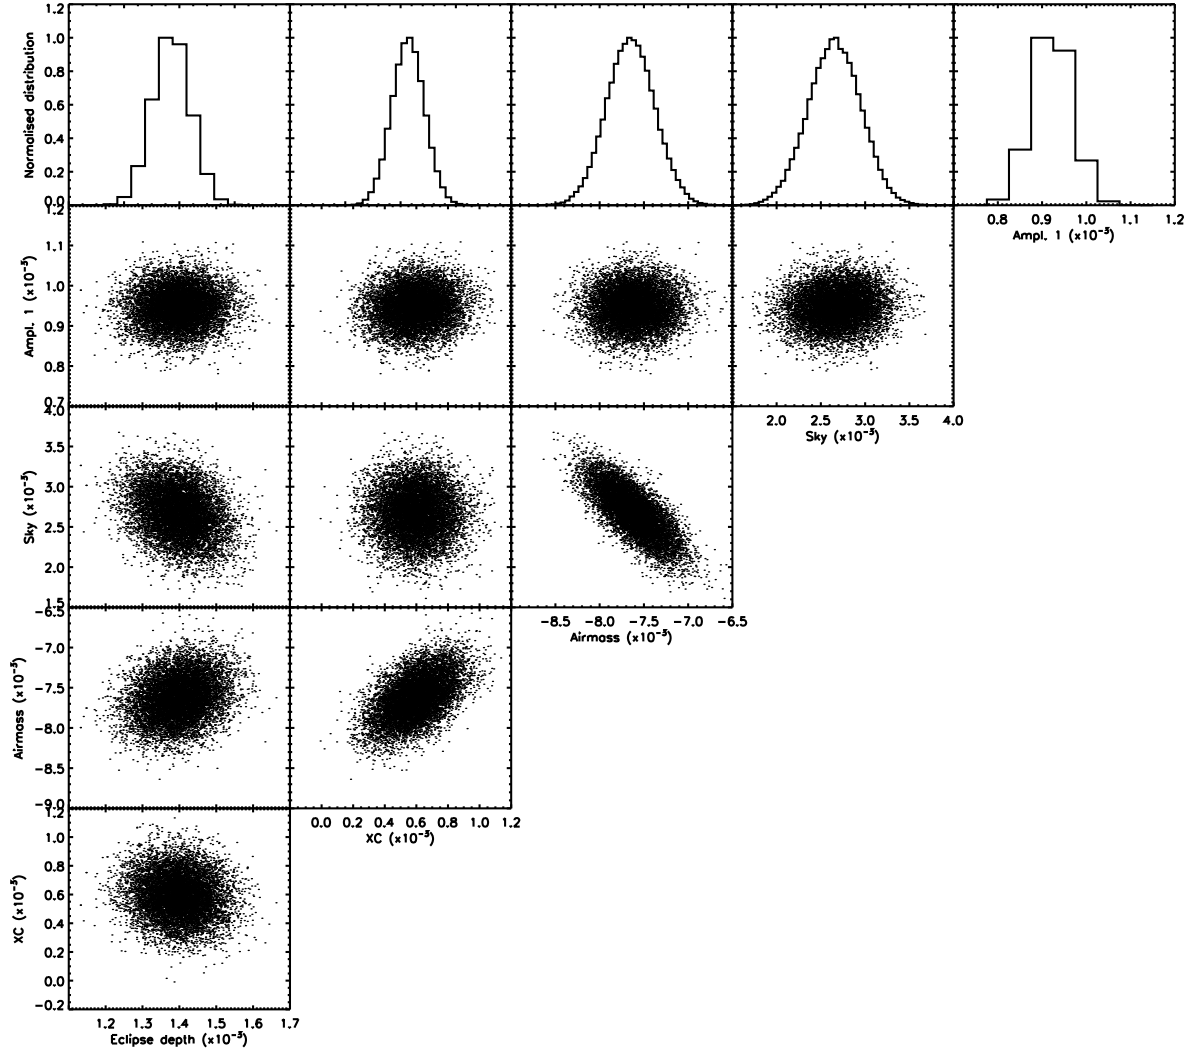 1.2
1.0
0.8
0.6
0.4
0.2
0.0
Normalised distribution
0.8 0.9 1.0 1.1 1.2
Ampl. 1 (x10⁻³)
1.2
1.1
1.0
0.9
0.8
0.7
Ampl. 1 (x10⁻³)
2.0 2.5 3.0 3.5 4.0
Sky (x10⁻³)
4.0
3.5
3.0
2.5
2.0
1.5
Sky (x10⁻³)
-8.5 -8.0 -7.5 -7.0 -6.5
Airmass (x10⁻³)
-6.5
-7.0
-7.5
-8.0
-8.5
-9.0
Airmass (x10⁻³)
0.0 0.2 0.4 0.6 0.8 1.0 1.2
XC (x10⁻³)
1.2
1.0
0.8
0.6
0.4
0.2
0.0
-0.2
XC (x10⁻³)
1.2 1.3 1.4 1.5 1.6 1.7
Eclipse depth (x10⁻³)